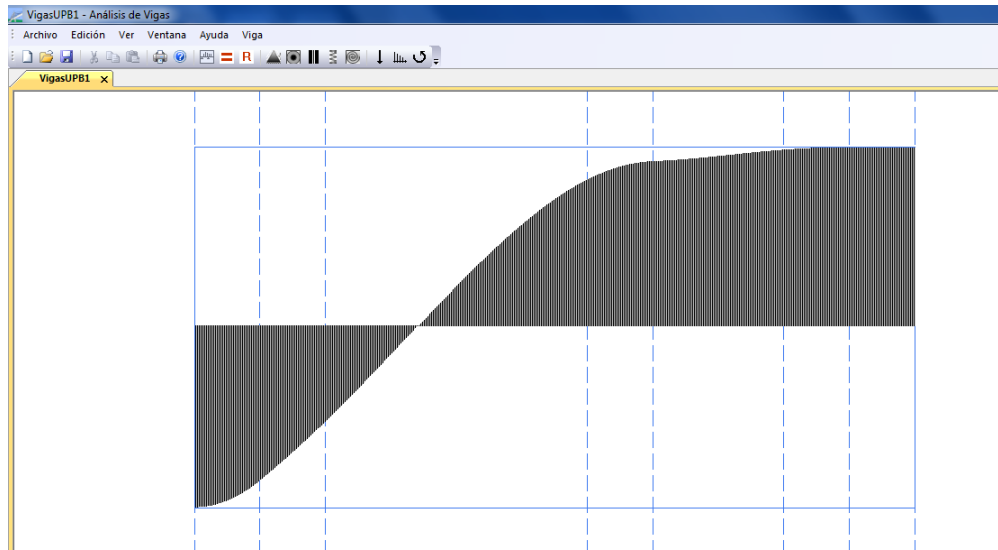 VigasUPB1 - Análisis de Vigas
Archivo Edición Ver Ventana Ayuda Viga
R
VigasUPB1 x